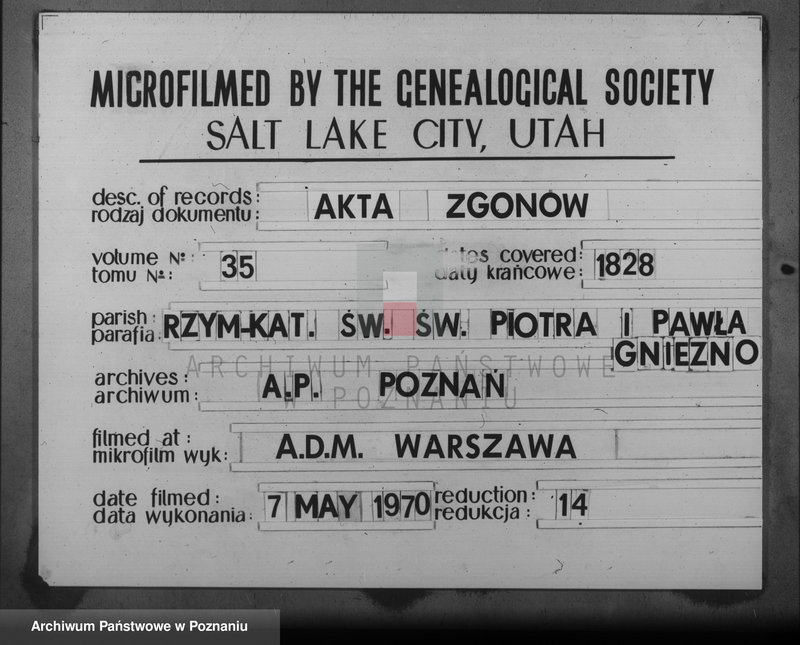 MICROFILMED BY THE GENEALOGICAL SOCIETY
SALT LAKE CITY, UTAH
desc. of records: AKTA ZGONÓW
rodzaj dokumentu:
volume Nº: 35
tomu Nº:
dates covered: 1828
daty krańcowe:
parish: RZYM-KAT. ŚW. ŚW. PIOTRA I PAWŁA
parafia: GNIEZNO
archives: A.P. POZNAŃ
archiwum:
filmed at: A.D.M. WARSZAWA
mikrofilm wyk:
date filmed: 7 MAY 1970
data wykonania:
reduction: 14
redukcja:
ARCHIWUM PAŃSTWOWE
W POZNANIU
Archiwum Państwowe w Poznaniu